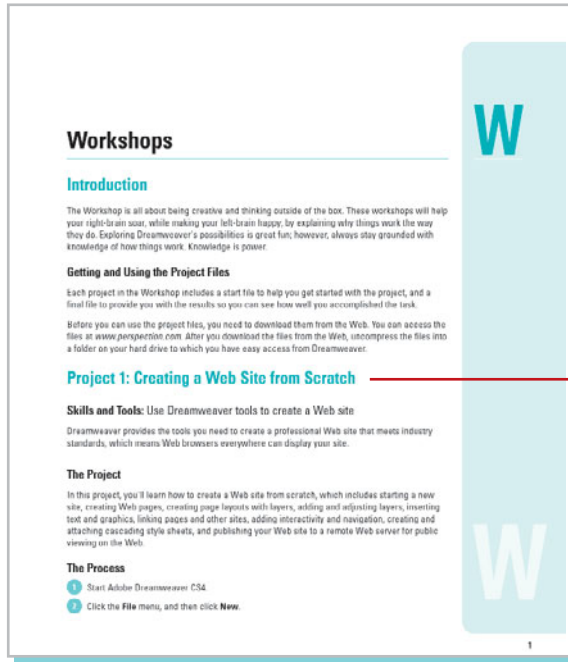 Workshops
W
Introduction
The Workshop is all about being creative and thinking outside of the box. These workshops will help
your right-brain soar, while making your left-brain happy, by explaining why things work the way
they do. Exploring Dreamweaver's possibilities is great fun; however, always stay grounded with
knowledge of how things work. Knowledge is power.
Getting and Using the Project Files
Each project in the Workshop includes a start file to help you get started with the project, and a
final file to provide you with the results so you can see how well you accomplished the task.
Before you can use the project files, you need to download them from the Web. You can access the
files at www.perspection.com. After you download the files from the Web, uncompress the files into
a folder on your hard drive to which you have easy access from Dreamweaver.
Project 1: Creating a Web Site from Scratch
Skills and Tools: Use Dreamweaver tools to create a Web site
Dreamweaver provides the tools you need to create a professional Web site that meets industry
standards, which means Web browsers everywhere can display your site.
The Project
In this project, you'll learn how to create a Web site from scratch, which includes starting a new
site, creating Web pages, creating page layouts with layers, adding and adjusting layers, inserting
text and graphics, linking pages and other sites, adding interactivity and navigation, creating and
attaching cascading style sheets, and publishing your Web site to a remote Web server for public
viewing on the Web.
The Process
1 Start Adobe Dreamweaver CS4.
2 Click the File menu, and then click New.
W
1